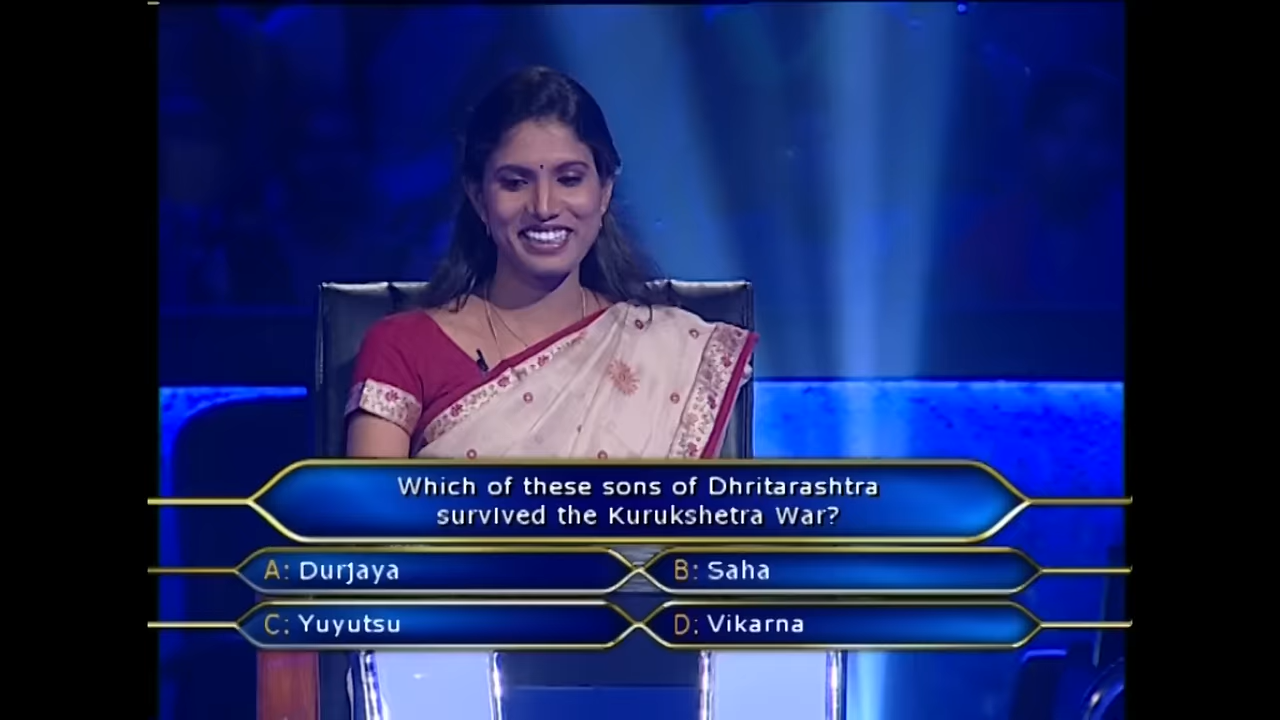 Which of these sons of Dhritarashtra
survived the Kurukshetra War?
A: Durjaya
B: Saha
C: Yuyutsu
D: Vikarna